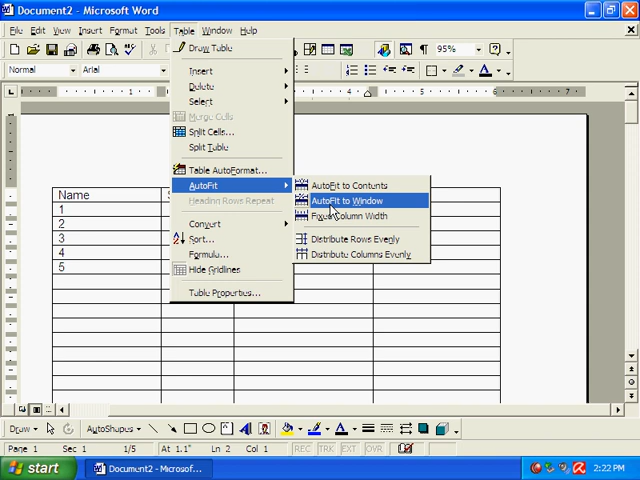 Document2 - Microsoft Word
File Edit View Insert Format Tools Table Window Help
Draw Table
95%
Normal Arial
Insert
Delete
Select
Merge Cells
Split Cells...
Split Table
Table AutoFormat...
AutoFit
Heading Rows Repeat
Convert
Sort...
Formula...
Hide Gridlines
Table Properties...
AutoFit to Contents
AutoFit to Window
Fixed Column Width
Distribute Rows Evenly
Distribute Columns Evenly
4 5 6 7
Name
1
2
3
4
5
Draw AutoShapes
Page 1 Sec 1 1/5 At 1.1" Ln 2 Col 1 REC TRK EXT OVR
start Document2 - Microsof... 2:22 PM